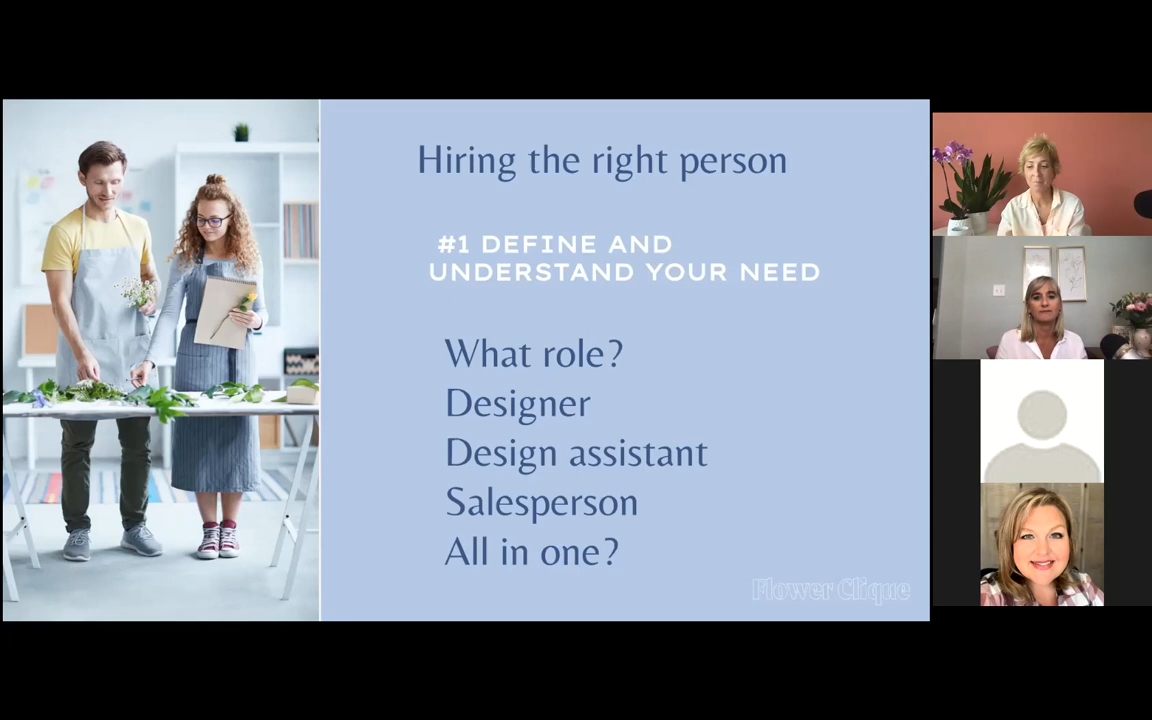 Hiring the right person
#1 DEFINE AND
UNDERSTAND YOUR NEED
What role?
Designer
Design assistant
Salesperson
All in one?
Flower Clique